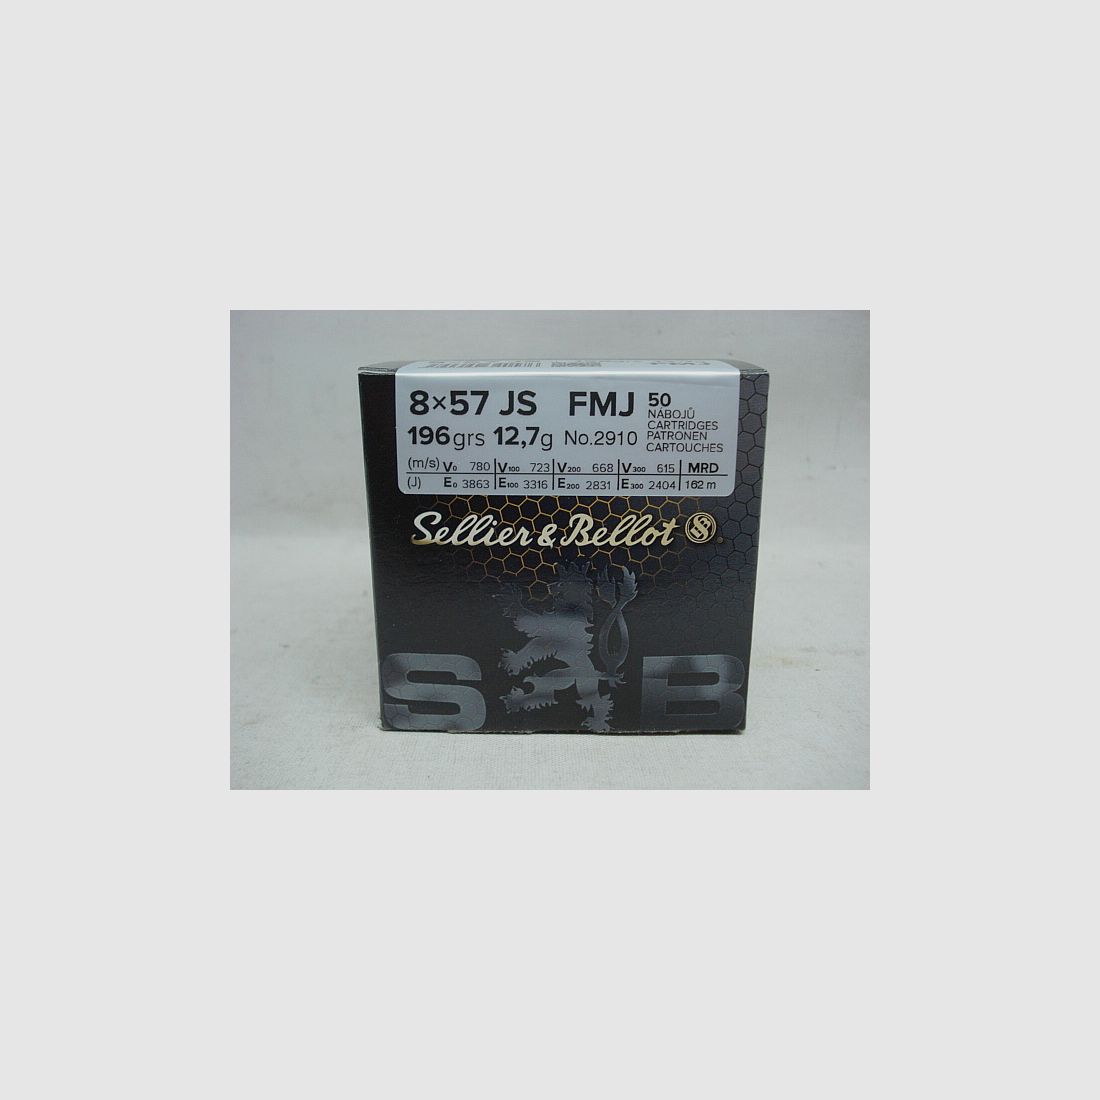 8×57 JS FMJ 50
NÁBOJŮ
CARTRIDGES
196grs 12,7g No.2910 PATRONEN
CARTOUCHES
(m/s) V0 780 V100 723 V200 668 V300 615 MRD
(J) E0 3863 E100 3316 E200 2831 E300 2404 162 m
Sellier & Bellot SB
S B